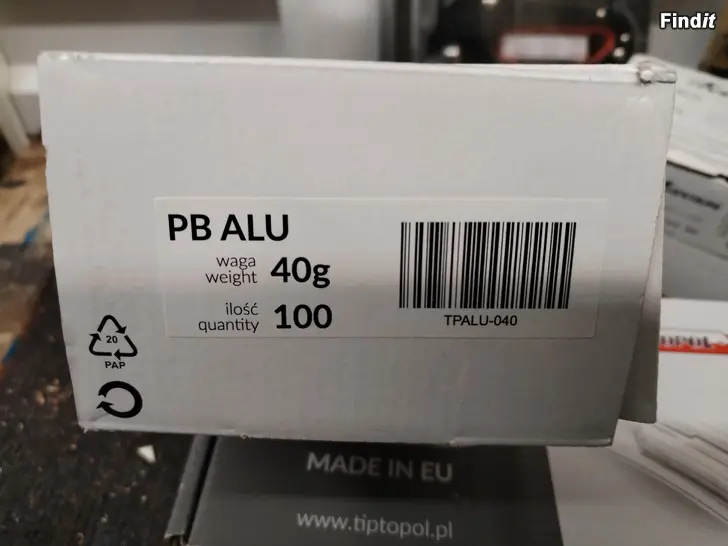 Findit
PB ALU
waga
weight 40g
ilość
quantity 100
TPALU-040
20
PAP
MADE IN EU
www.tiptopol.pl